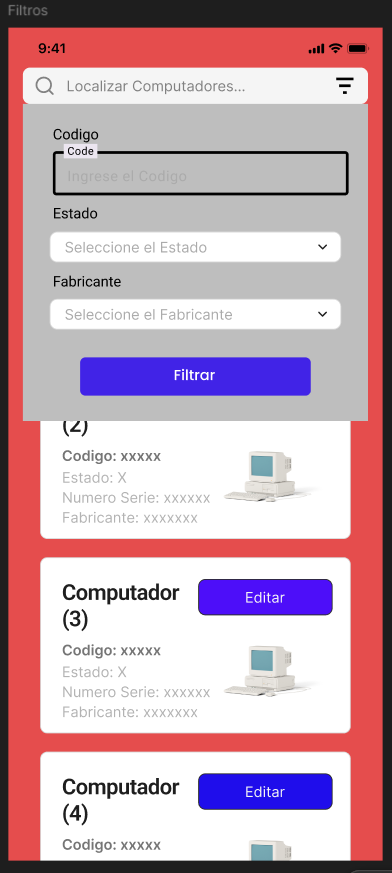 Filtros
9:41
Localizar Computadores...
Codigo
Code
Ingrese el Codigo
Estado
Seleccione el Estado
Fabricante
Seleccione el Fabricante
Filtrar
(2)
Codigo: xxxxx
Estado: X
Numero Serie: xxxxxx
Fabricante: xxxxxxx
Computador
(3)
Editar
Codigo: xxxxx
Estado: X
Numero Serie: xxxxxx
Fabricante: xxxxxxx
Computador
(4)
Editar
Codigo: xxxxx